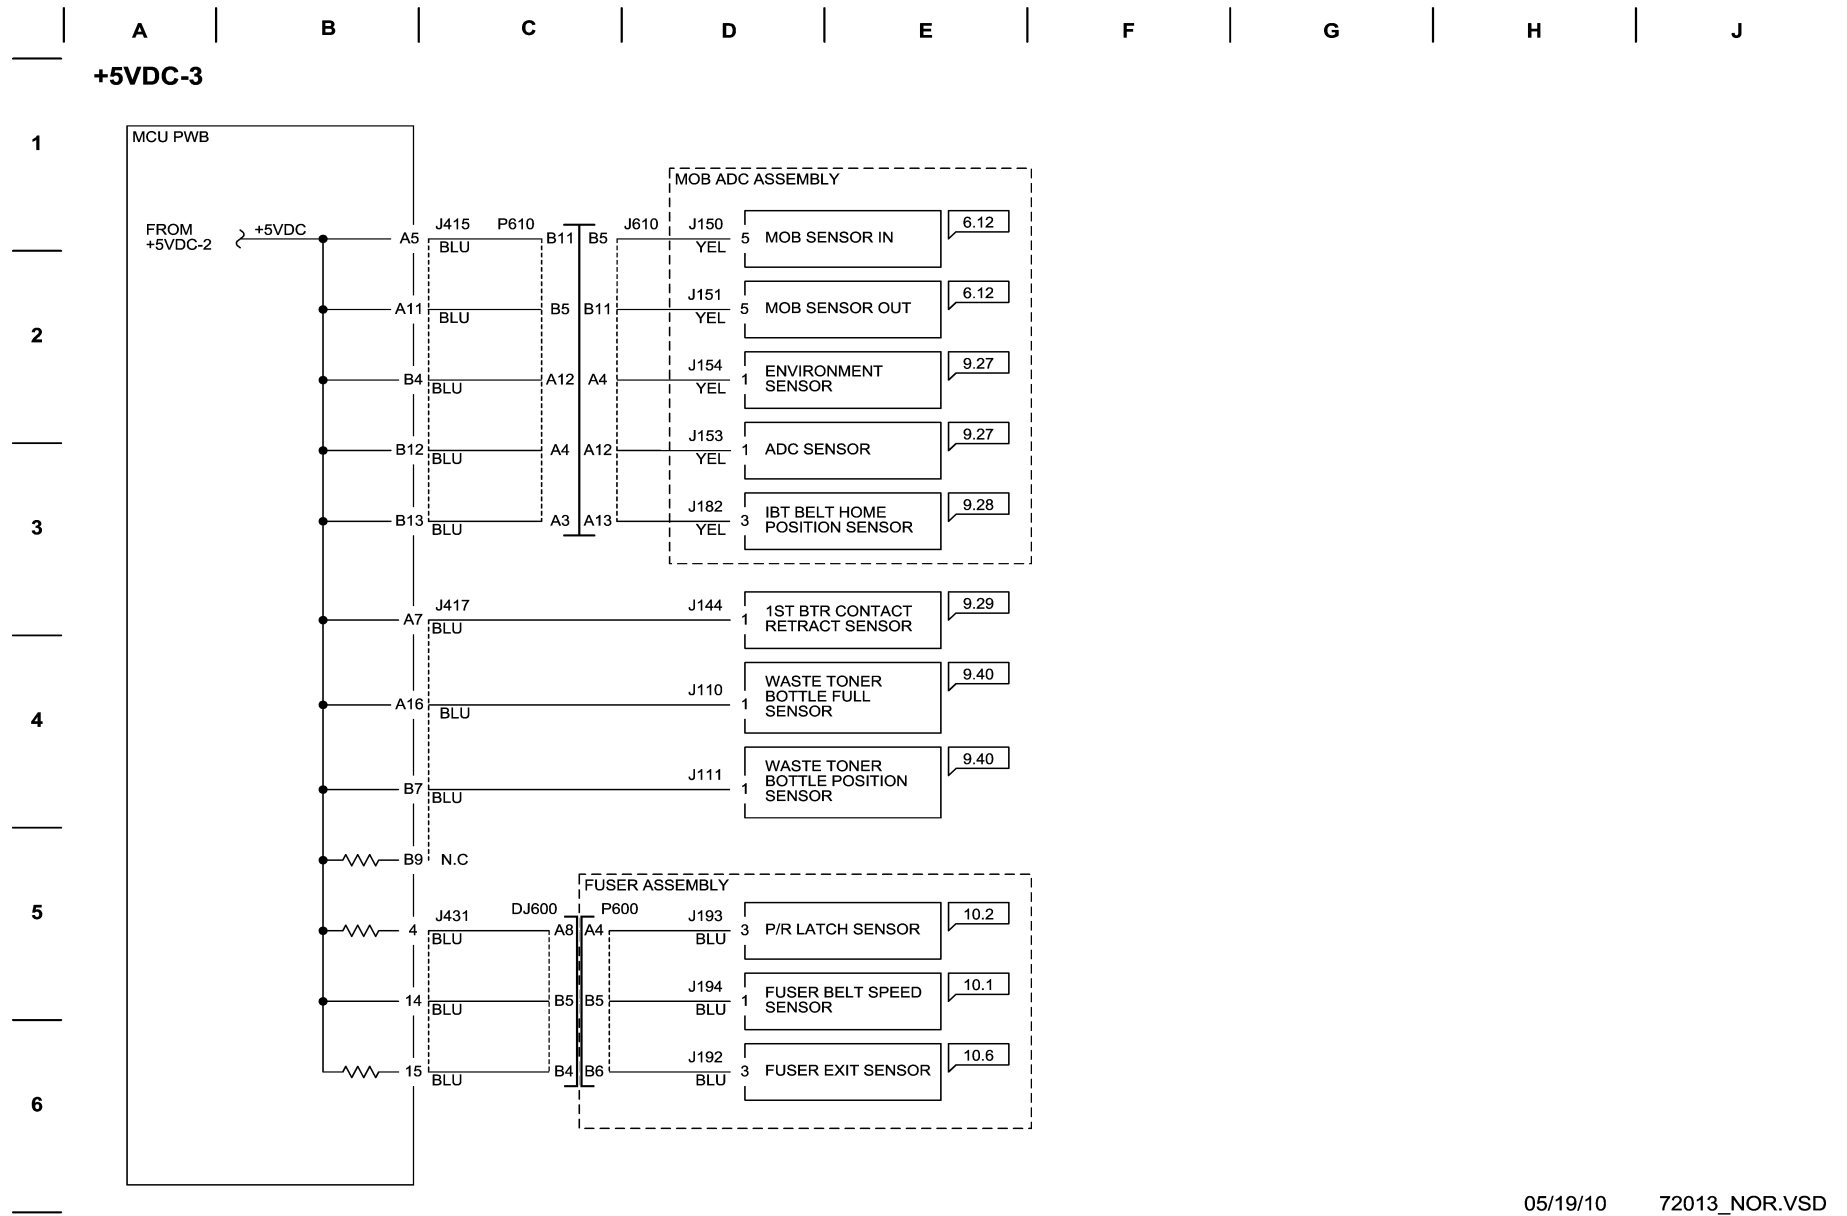 A B C D E F G H J
+5VDC-3
1
MCU PWB
MOB ADC ASSEMBLY
FROM
+5VDC-2
+5VDC
A5 J415 BLU P610 B11 B5 J610 J150 YEL 5 MOB SENSOR IN 6.12
A11 BLU B5 B11 J151 YEL 5 MOB SENSOR OUT 6.12
2
B4 BLU A12 A4 J154 YEL 1 ENVIRONMENT
SENSOR
9.27
B12 BLU A4 A12 J153 YEL 1 ADC SENSOR 9.27
3
B13 BLU A3 A13 J182 YEL 3 IBT BELT HOME
POSITION SENSOR
9.28
A7 J417 BLU J144 1 1ST BTR CONTACT
RETRACT SENSOR
9.29
4
A16 BLU J110 1 WASTE TONER
BOTTLE FULL
SENSOR
9.40
B7 BLU J111 1 WASTE TONER
BOTTLE POSITION
SENSOR
9.40
B9 N.C
5
FUSER ASSEMBLY
4 J431 BLU DJ600 A8 A4 P600 J193 BLU 3 P/R LATCH SENSOR 10.2
14 BLU B5 B5 J194 BLU 1 FUSER BELT SPEED
SENSOR
10.1
15 BLU B4 B6 J192 BLU 3 FUSER EXIT SENSOR 10.6
6
05/19/10 72013_NOR.VSD